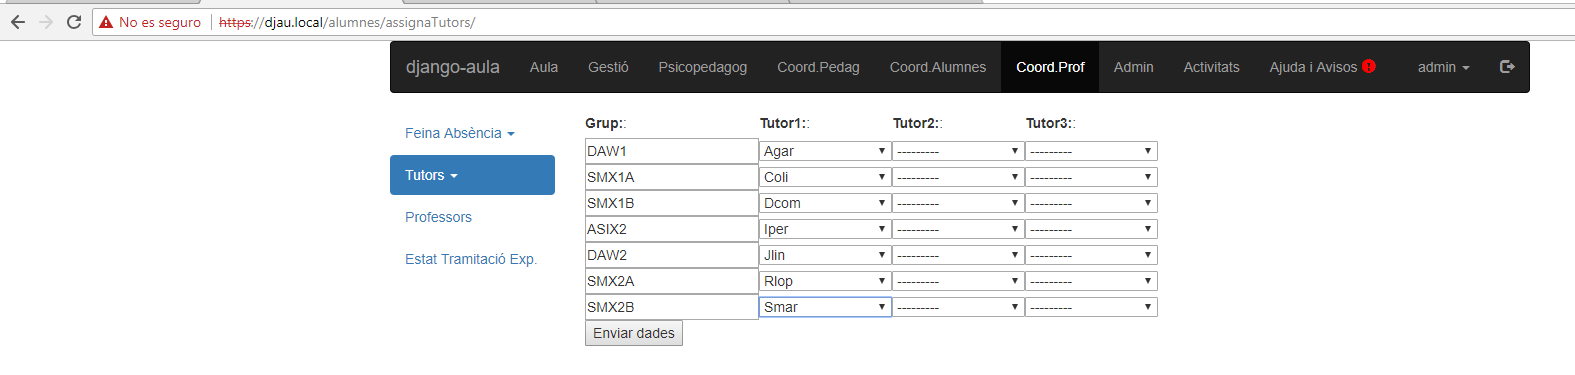 No es seguro https://djau.local/alumnes/assignaTutors/
django-aula Aula Gestió Psicopedagog Coord.Pedag Coord.Alumnes Coord.Prof Admin Activitats Ajuda i Avisos ! admin
Feina Absència
Tutors
Professors
Estat Tramitació Exp.
Grup:: Tutor1:: Tutor2:: Tutor3::
DAW1 Agar --------- ---------
SMX1A Coli --------- ---------
SMX1B Dcom --------- ---------
ASIX2 Iper --------- ---------
DAW2 Jlin --------- ---------
SMX2A Rlop --------- ---------
SMX2B Smar --------- ---------
Enviar dades